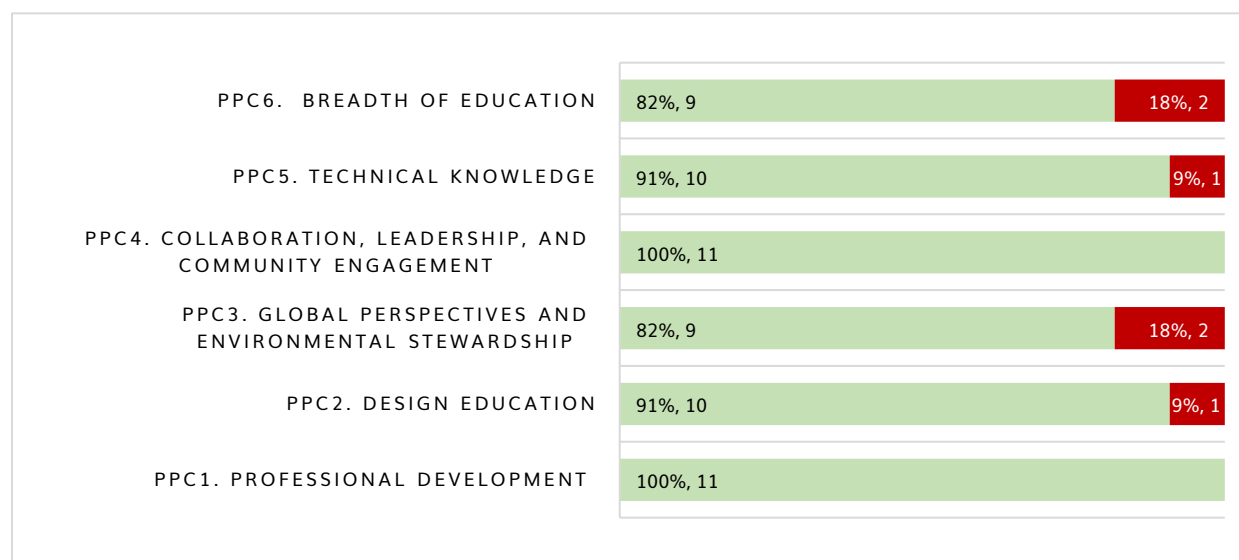 PPC6. BREADTH OF EDUCATION
82%, 9
18%, 2
PPC5. TECHNICAL KNOWLEDGE
91%, 10
9%, 1
PPC4. COLLABORATION, LEADERSHIP, AND
COMMUNITY ENGAGEMENT
100%, 11
PPC3. GLOBAL PERSPECTIVES AND
ENVIRONMENTAL STEWARDSHIP
82%, 9
18%, 2
PPC2. DESIGN EDUCATION
91%, 10
9%, 1
PPC1. PROFESSIONAL DEVELOPMENT
100%, 11